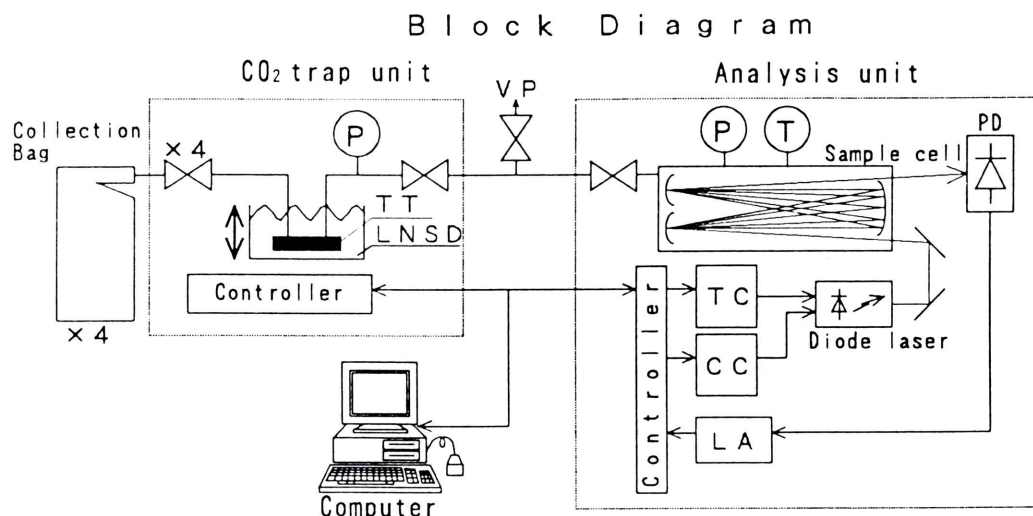 Block Diagram
CO₂ trap unit
Analysis unit
VP
Collection
Bag
×4
P
P
T
Sample cell
PD
TT
LNSD
Controller
×4
Controller
TC
CC
LA
Diode laser
Computer